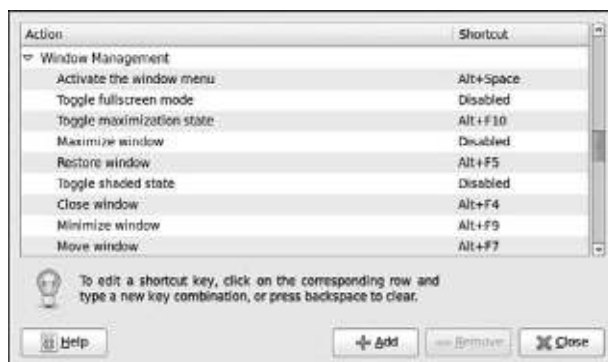 Action Shortcut
Window Management
Activate the window menu Alt+Space
Toggle fullscreen mode Disabled
Toggle maximization state Alt+F10
Maximize window Disabled
Restore window Alt+F5
Toggle shaded state Disabled
Close window Alt+F4
Minimize window Alt+F9
Move window Alt+F7
To edit a shortcut key, click on the corresponding row and
type a new key combination, or press backspace to clear.
Help Add Remove Close